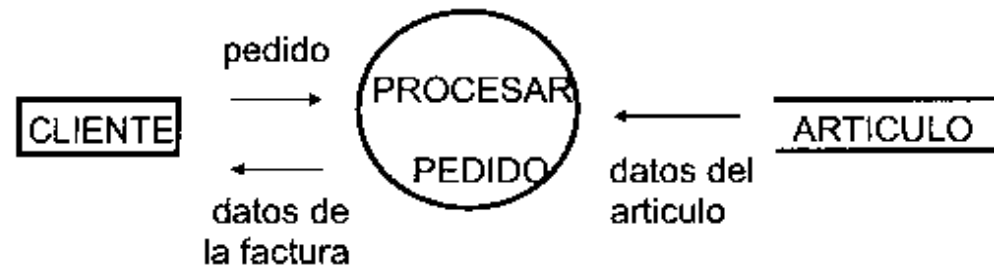 pedido
CLIENTE
PROCESAR
PEDIDO
ARTICULO
datos de
la factura
datos del
articulo